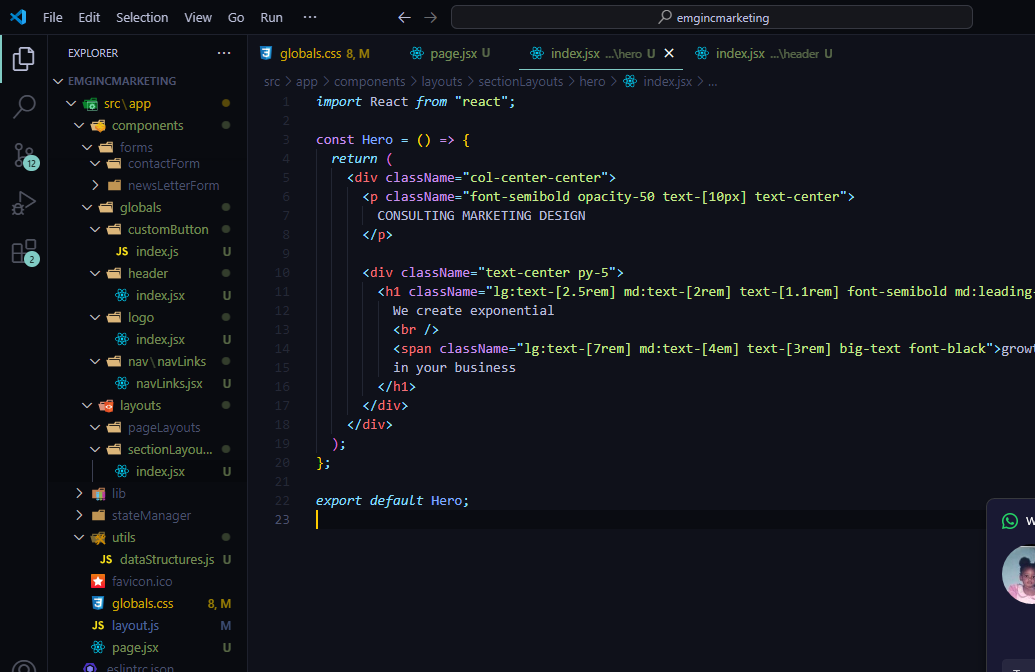 File Edit Selection View Go Run ··· ← → emgincmarketing
EXPLORER ···
globals.css 8, M
page.jsx U
index.jsx ...\hero U ×
index.jsx ...\header U
EMGINCMARKETING
src > app > components > layouts > sectionLayouts > hero > index.jsx > ...
src\app
components
forms
contactForm
newsLetterForm
globals
customButton
JS index.js U
header
index.jsx U
logo
index.jsx U
nav\navLinks
navLinks.jsx U
layouts
pageLayouts
sectionLayou...
index.jsx U
lib
stateManager
utils
JS dataStructures.js U
favicon.ico
globals.css 8, M
JS layout.js M
page.jsx U
.eslintrc.json
12
2
1 import React from "react";
2
3 const Hero = () => {
4 return (
5 <div className="col-center-center">
6 <p className="font-semibold opacity-50 text-[10px] text-center">
7 CONSULTING MARKETING DESIGN
8 </p>
9
10 <div className="text-center py-5">
11 <h1 className="lg:text-[2.5rem] md:text-[2rem] text-[1.1rem] font-semibold md:leading-
12 We create exponential
13 <br />
14 <span className="lg:text-[7rem] md:text-[4em] text-[3rem] big-text font-black">growt
15 in your business
16 </h1>
17 </div>
18 </div>
19 );
20 };
21
22 export default Hero;
23